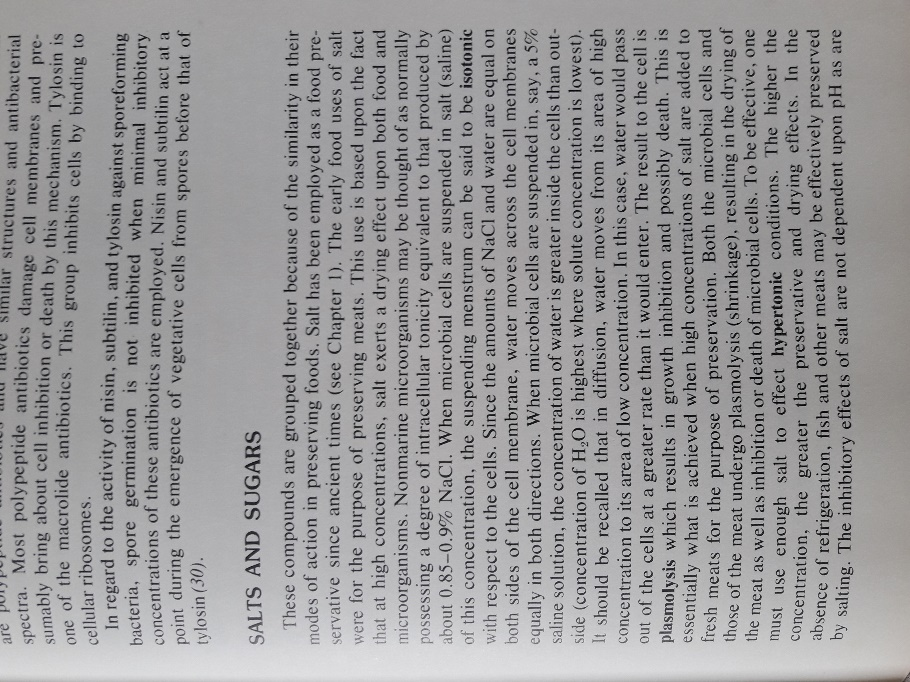 are polypeptide antibiotics and have similar structures and antibacterial
spectra. Most polypeptide antibiotics damage cell membranes and pre-
sumably bring about cell inhibition or death by this mechanism. Tylosin is
one of the macrolide antibiotics. This group inhibits cells by binding to
cellular ribosomes.
In regard to the activity of nisin, subtilin, and tylosin against sporeforming
bacteria, spore germination is not inhibited when minimal inhibitory
concentrations of these antibiotics are employed. Nisin and subtilin act at a
point during the emergence of vegetative cells from spores before that of
tylosin (30).
SALTS AND SUGARS
These compounds are grouped together because of the similarity in their
modes of action in preserving foods. Salt has been employed as a food pre-
servative since ancient times (see Chapter 1). The early food uses of salt
were for the purpose of preserving meats. This use is based upon the fact
that at high concentrations, salt exerts a drying effect upon both food and
microorganisms. Nonmarine microorganisms may be thought of as normally
possessing a degree of intracellular tonicity equivalent to that produced by
about 0.85–0.9% NaCl. When microbial cells are suspended in salt (saline)
of this concentration, the suspending menstrum can be said to be isotonic
with respect to the cells. Since the amounts of NaCl and water are equal on
both sides of the cell membrane, water moves across the cell membranes
equally in both directions. When microbial cells are suspended in, say, a 5%
saline solution, the concentration of water is greater inside the cells than out-
side (concentration of H₂O is highest where solute concentration is lowest).
It should be recalled that in diffusion, water moves from its area of high
concentration to its area of low concentration. In this case, water would pass
out of the cells at a greater rate than it would enter. The result to the cell is
plasmolysis which results in growth inhibition and possibly death. This is
essentially what is achieved when high concentrations of salt are added to
fresh meats for the purpose of preservation. Both the microbial cells and
those of the meat undergo plasmolysis (shrinkage), resulting in the drying of
the meat as well as inhibition or death of microbial cells. To be effective, one
must use enough salt to effect hypertonic conditions. The higher the
concentration, the greater the preservative and drying effects. In the
absence of refrigeration, fish and other meats may be effectively preserved
by salting. The inhibitory effects of salt are not dependent upon pH as are